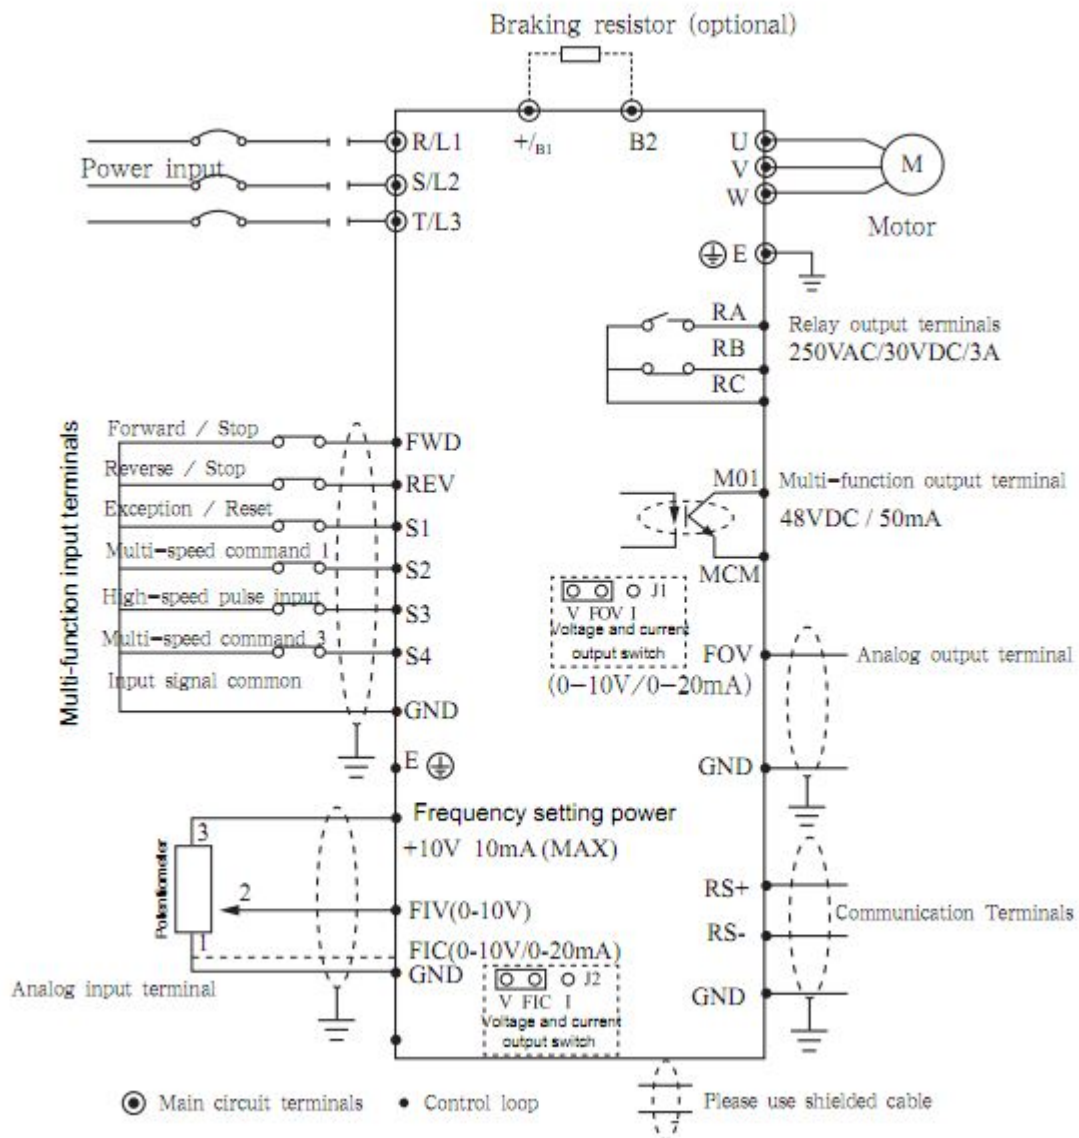 Braking resistor (optional)
R/L1
+/B1
B2
U
Power input
S/L2
V
M
W
T/L3
Motor
E
RA
Relay output terminals
RB
250VAC/30VDC/3A
RC
Multi-function input terminals
Forward / Stop
FWD
Reverse / Stop
REV
Exception / Reset
S1
Multi-speed command 1
S2
High-speed pulse input
S3
Multi-speed command 3
S4
Input signal common
GND
E
M01
Multi-function output terminal
48VDC / 50mA
MCM
J1
V FOV I
Voltage and current
output switch
FOV
Analog output terminal
(0-10V/0-20mA)
GND
Frequency setting power
+10V 10mA (MAX)
Potentiometer
3
2
1
FIV(0-10V)
FIC(0-10V/0-20mA)
GND
Analog input terminal
J2
V FIC I
Voltage and current
output switch
RS+
Communication Terminals
RS-
GND
Main circuit terminals
Control loop
Please use shielded cable